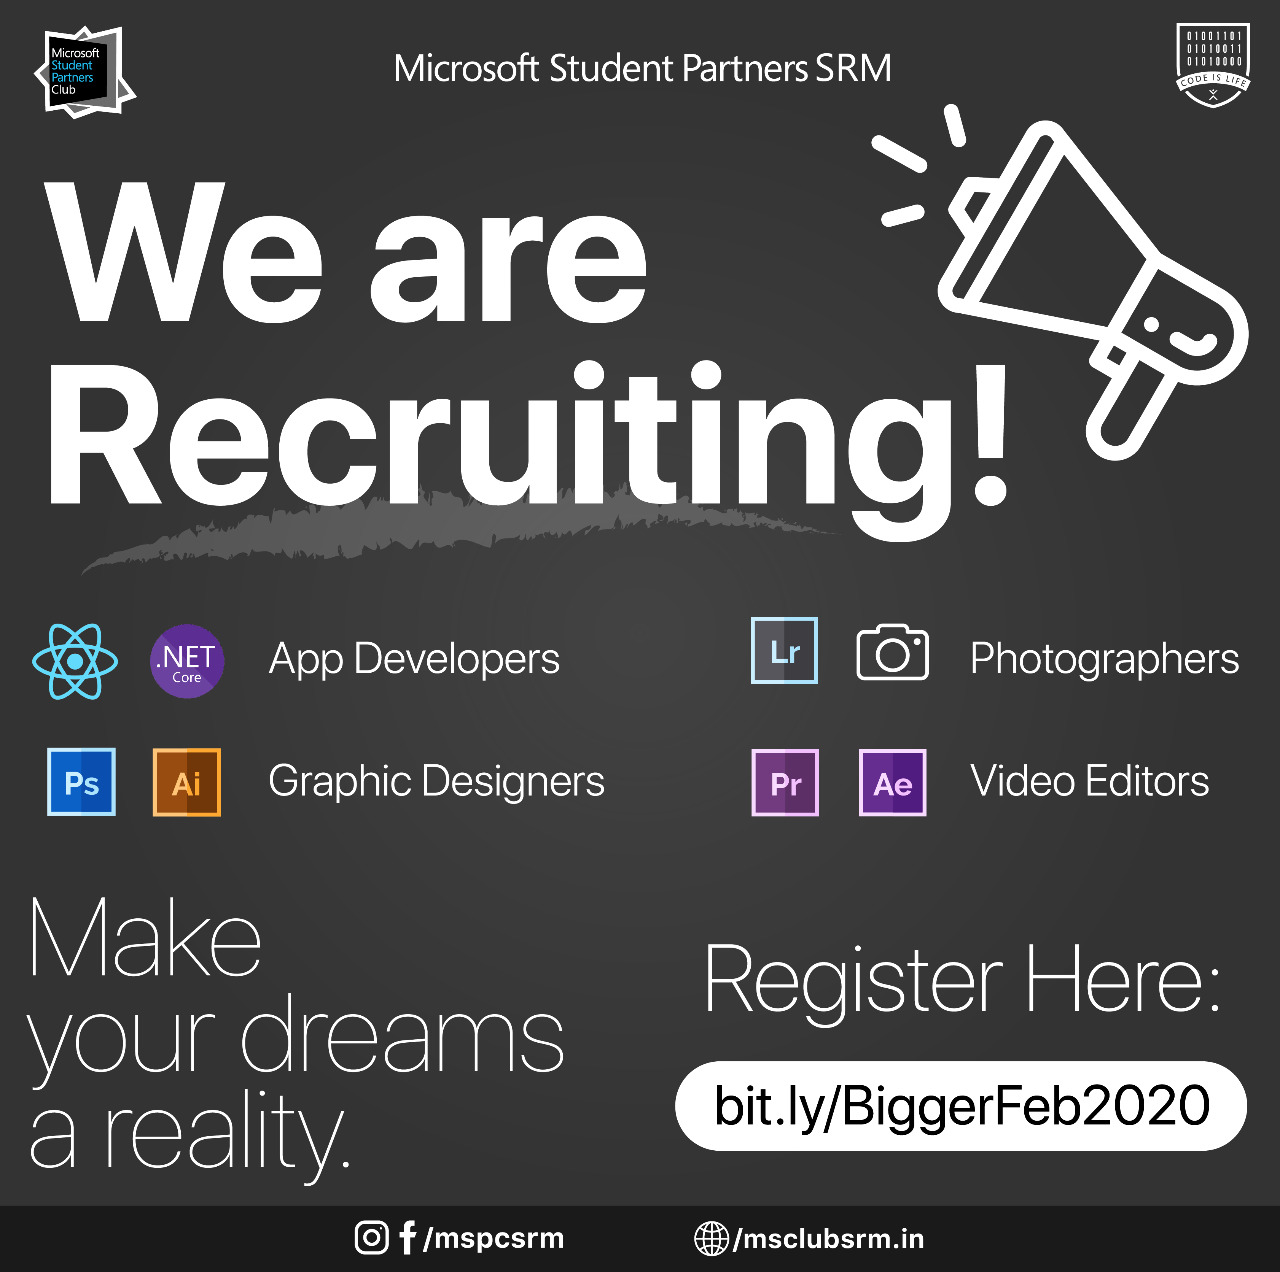 Microsoft
Student
Partners
Club
Microsoft Student Partners SRM
01001101
01010011
01010000
CODE IS LIFE
We are
Recruiting!
.NET
Core
App Developers
Lr
Photographers
Ps
Ai
Graphic Designers
Pr
Ae
Video Editors
Make
your dreams
a reality.
Register Here:
bit.ly/BiggerFeb2020
/mspcsrm
/msclubsrm.in